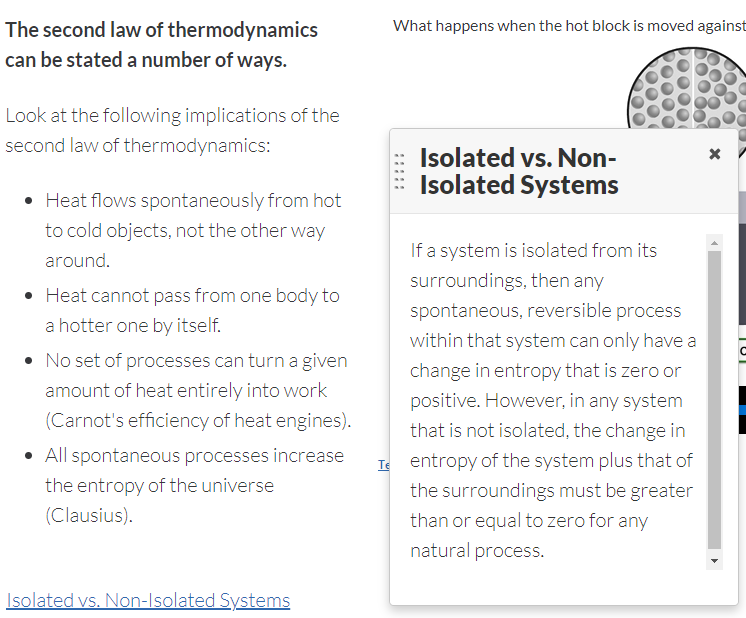 The second law of thermodynamics
can be stated a number of ways.
Look at the following implications of the
second law of thermodynamics:
Heat flows spontaneously from hot
to cold objects, not the other way
around.
Heat cannot pass from one body to
a hotter one by itself.
No set of processes can turn a given
amount of heat entirely into work
(Carnot's efficiency of heat engines).
All spontaneous processes increase
the entropy of the universe
(Clausius).
Isolated vs. Non-Isolated Systems
What happens when the hot block is moved against
Isolated vs. Non-
Isolated Systems
If a system is isolated from its
surroundings, then any
spontaneous, reversible process
within that system can only have a
change in entropy that is zero or
positive. However, in any system
that is not isolated, the change in
entropy of the system plus that of
the surroundings must be greater
than or equal to zero for any
natural process.